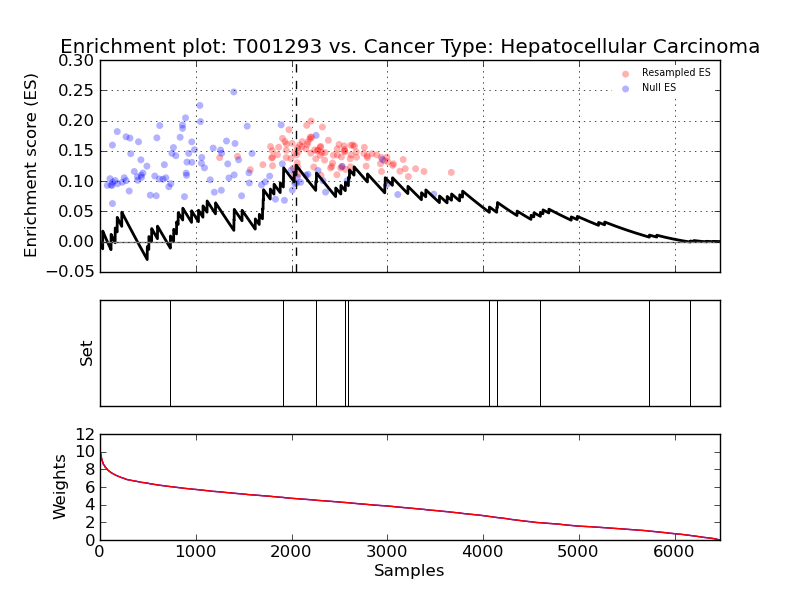 Enrichment plot: T001293 vs. Cancer Type: Hepatocellular Carcinoma
Enrichment score (ES)
0.30
0.25
0.20
0.15
0.10
0.05
0.00
−0.05
Resampled ES
Null ES
Set
Weights
12
10
8
6
4
2
0
0 1000 2000 3000 4000 5000 6000
Samples